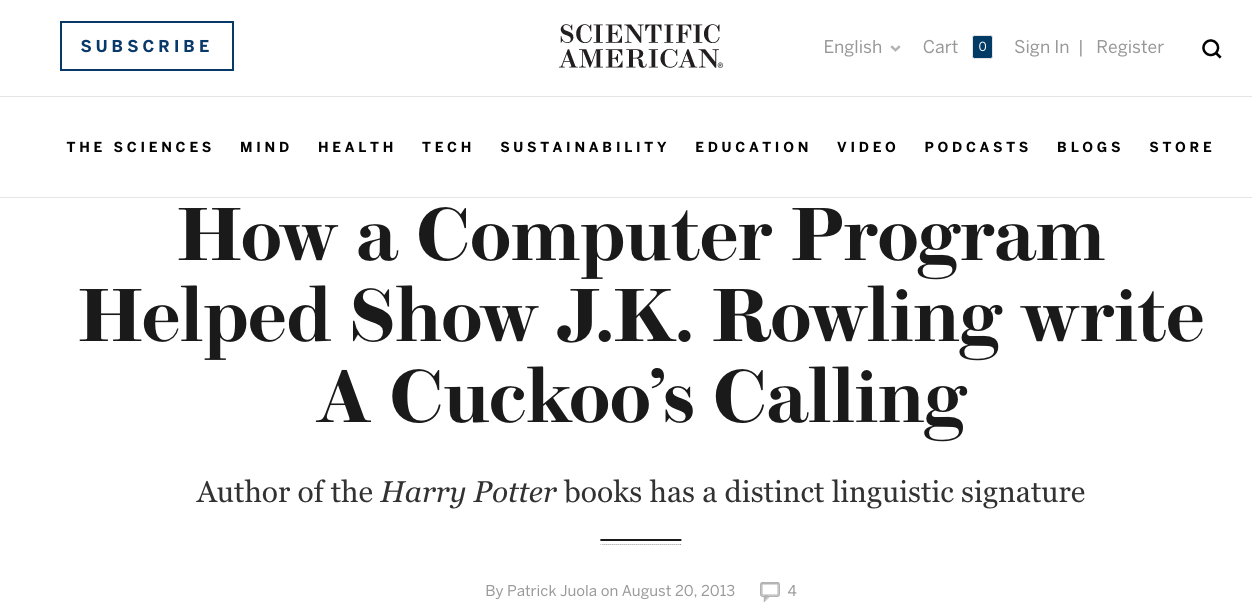 SUBSCRIBE
SCIENTIFIC
AMERICAN®
English Cart 0 Sign In | Register
THE SCIENCES MIND HEALTH TECH SUSTAINABILITY EDUCATION VIDEO PODCASTS BLOGS STORE
How a Computer Program
Helped Show J.K. Rowling write
A Cuckoo’s Calling
Author of the Harry Potter books has a distinct linguistic signature
By Patrick Juola on August 20, 2013 4